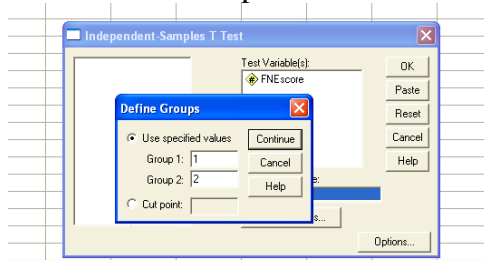 Independent-Samples T Test
Test Variable(s):
FNEscore
OK
Paste
Reset
Cancel
Help
Define Groups
Use specified values
Group 1: 1
Group 2: 2
Cut point:
Continue
Cancel
Help
e:
s...
Options...